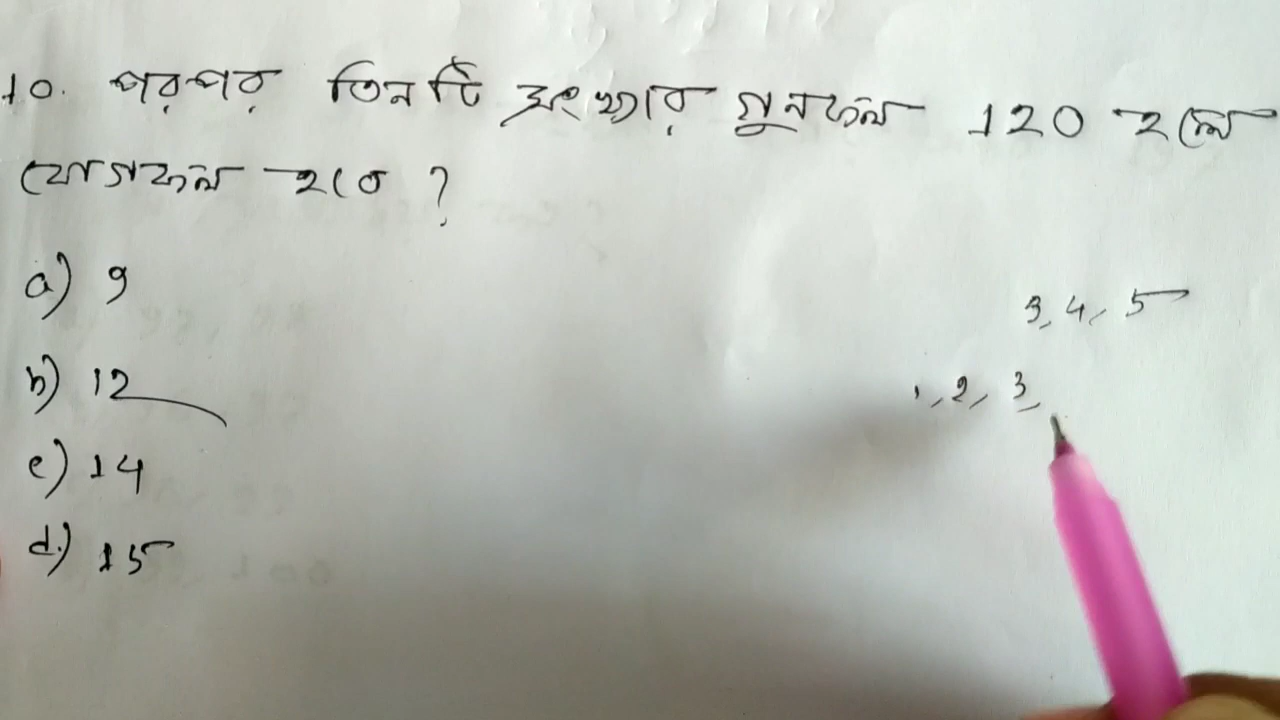 10. পরপর তিনটি সংখ্যার গুনফল 120 হলে
যোগফল হবে ?
a) 9
3, 4, 5
b) 12
1, 2, 3,
c) 14
d) 15